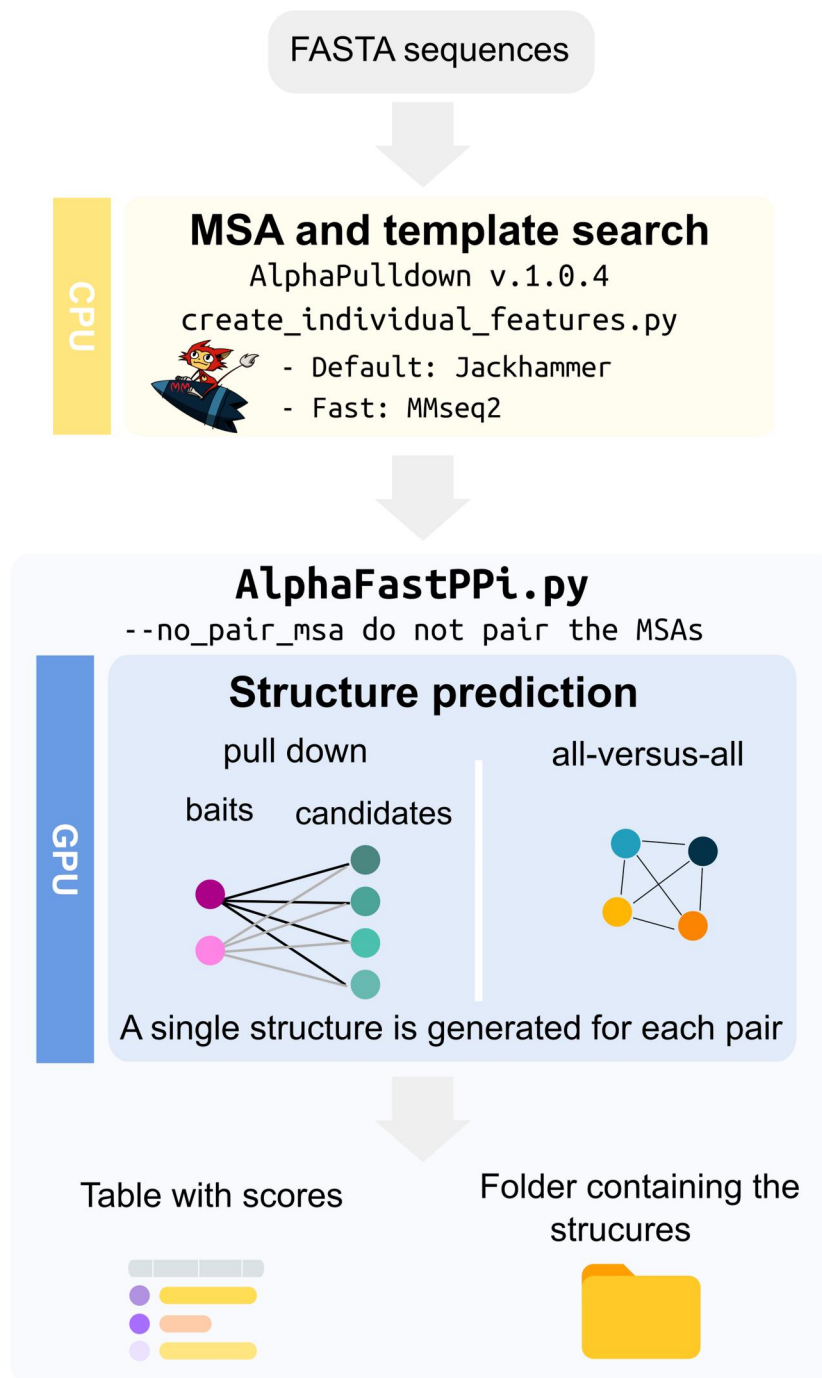 FASTA sequences
CPU
MSA and template search
AlphaPulldown v.1.0.4
create_individual_features.py
MM
- Default: Jackhammer
- Fast: MMseq2
AlphaFastPPi.py
--no_pair_msa do not pair the MSAs
GPU
Structure prediction
pull down
all-versus-all
baits
candidates
A single structure is generated for each pair
Table with scores
Folder containing the
strucures